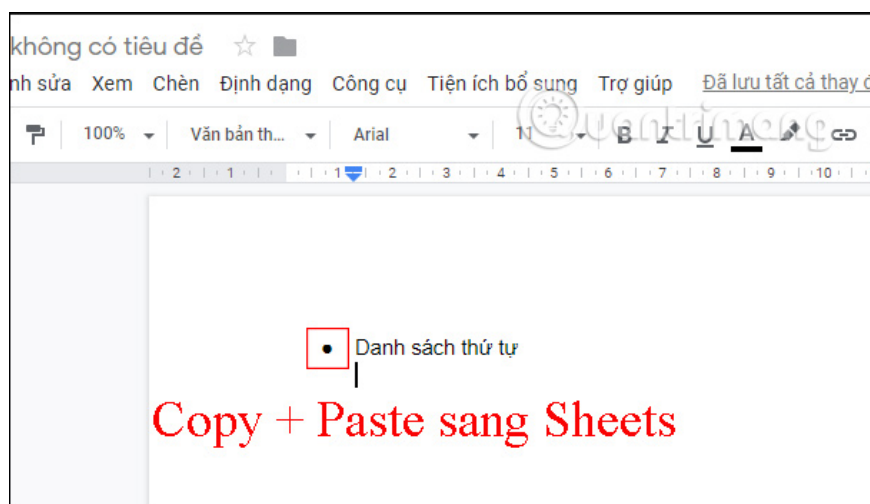 không có tiêu đề
nh sửa Xem Chèn Định dạng Công cụ Tiện ích bổ sung Trợ giúp Đã lưu tất cả thay đ
100% Văn bản th... Arial 11 B I U A
2 1 1 2 3 4 5 6 7 8 9 10
Quantrimang
● Danh sách thứ tự
Copy + Paste sang Sheets